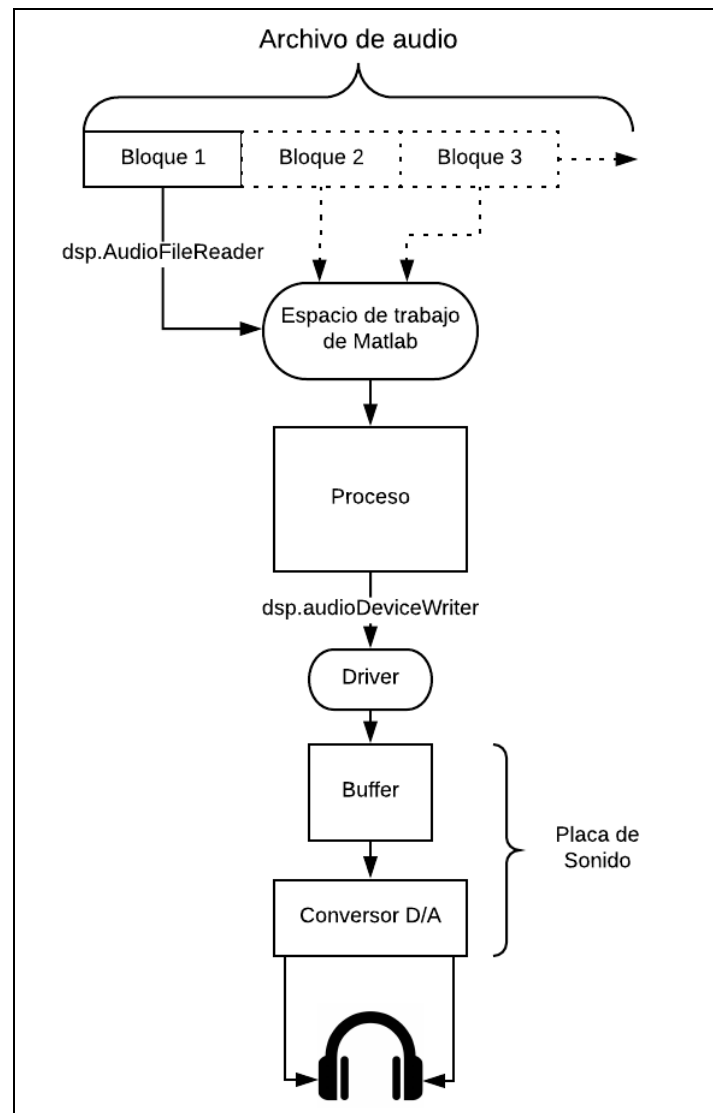 Archivo de audio
Bloque 1
Bloque 2
Bloque 3
dsp.AudioFileReader
Espacio de trabajo
de Matlab
Proceso
dsp.audioDeviceWriter
Driver
Buffer
Placa de
Sonido
Conversor D/A